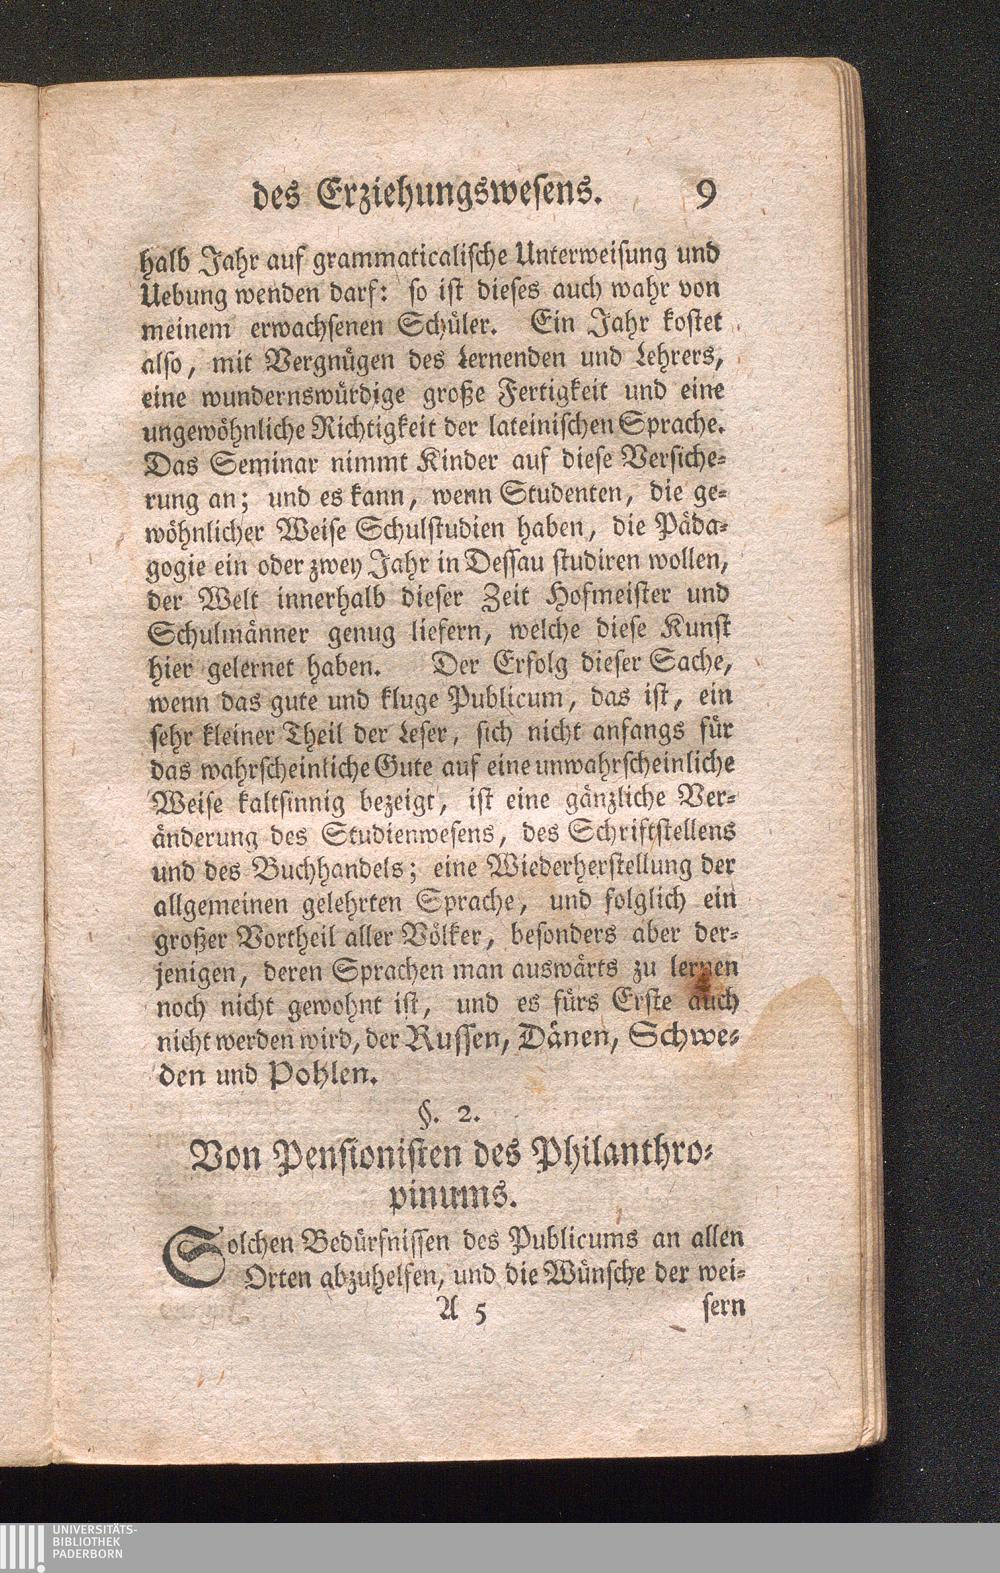 des Erziehungswesens. 9
halb Jahr auf grammaticalische Unterweisung und
Uebung wenden darf: so ist dieses auch wahr von
meinem erwachsenen Schüler. Ein Jahr kostet
also, mit Vergnügen des Lernenden und Lehrers,
eine wundernswürdige große Fertigkeit und eine
ungewöhnliche Richtigkeit der lateinischen Sprache.
Das Seminar nimmt Kinder auf diese Versiche-
rung an; und es kann, wenn Studenten, die ge-
wöhnlicher Weise Schulstudien haben, die Päda-
gogie ein oder zwey Jahr in Dessau studiren wollen,
der Welt innerhalb dieser Zeit Hofmeister und
Schulmänner genug liefern, welche diese Kunst
hier gelernet haben. Der Erfolg dieser Sache,
wenn das gute und kluge Publicum, das ist, ein
sehr kleiner Theil der Leser, sich nicht anfangs für
das wahrscheinliche Gute auf eine unwahrscheinliche
Weise kaltsinnig bezeigt, ist eine gänzliche Ver-
änderung des Studienwesens, des Schriftstellens
und des Buchhandels; eine Wiederherstellung der
allgemeinen gelehrten Sprache, und folglich ein
großer Vortheil aller Völker, besonders aber der-
jenigen, deren Sprachen man auswärts zu lernen
noch nicht gewohnt ist, und es fürs Erste auch
nicht werden wird, der Russen, Dänen, Schwe-
den und Pohlen.
§. 2.
Von Pensionisten des Philanthro-
pinums.
Solchen Bedürfnissen des Publicums an allen
Orten abzuhelfen, und die Wünsche der wei-
A 5 sern
UNIVERSITÄTS-
BIBLIOTHEK
PADERBORN